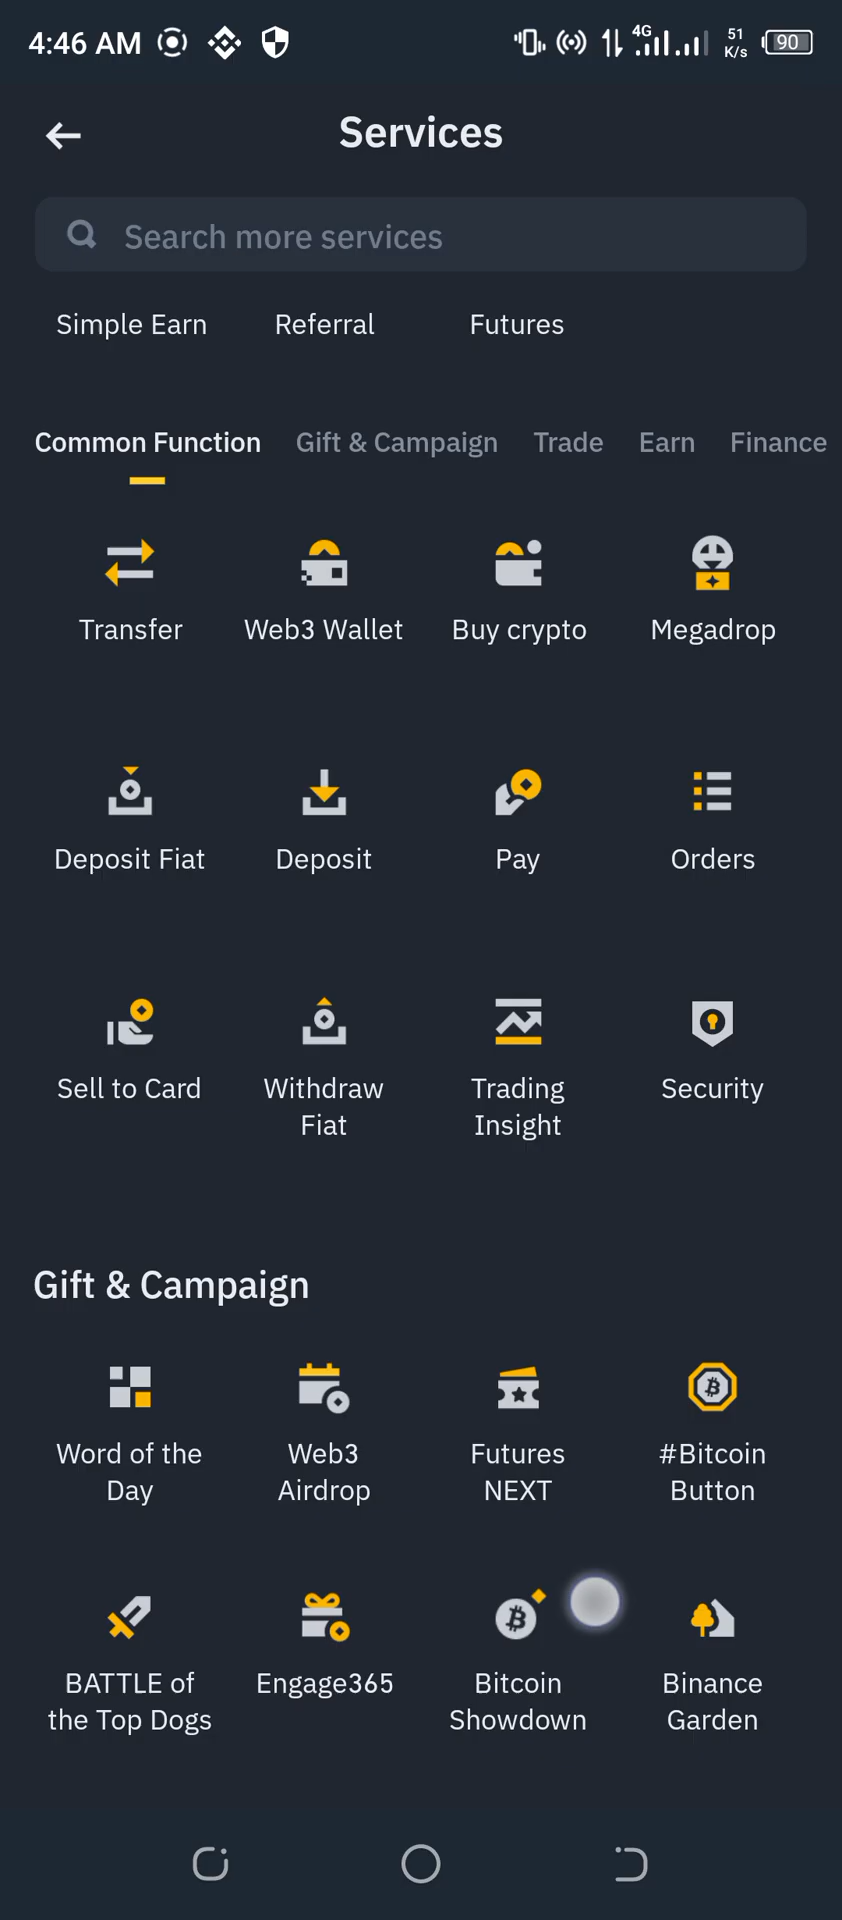 4:46 AM 4G 51 K/s 90
Services
Search more services
Simple Earn Referral Futures
Common Function Gift & Campaign Trade Earn Finance
Transfer Web3 Wallet Buy crypto Megadrop
Deposit Fiat Deposit Pay Orders
Sell to Card Withdraw Trading Security
Fiat Insight
Gift & Campaign
Word of the Web3 Futures #Bitcoin
Day Airdrop NEXT Button
BATTLE of Engage365 Bitcoin Binance
the Top Dogs Showdown Garden